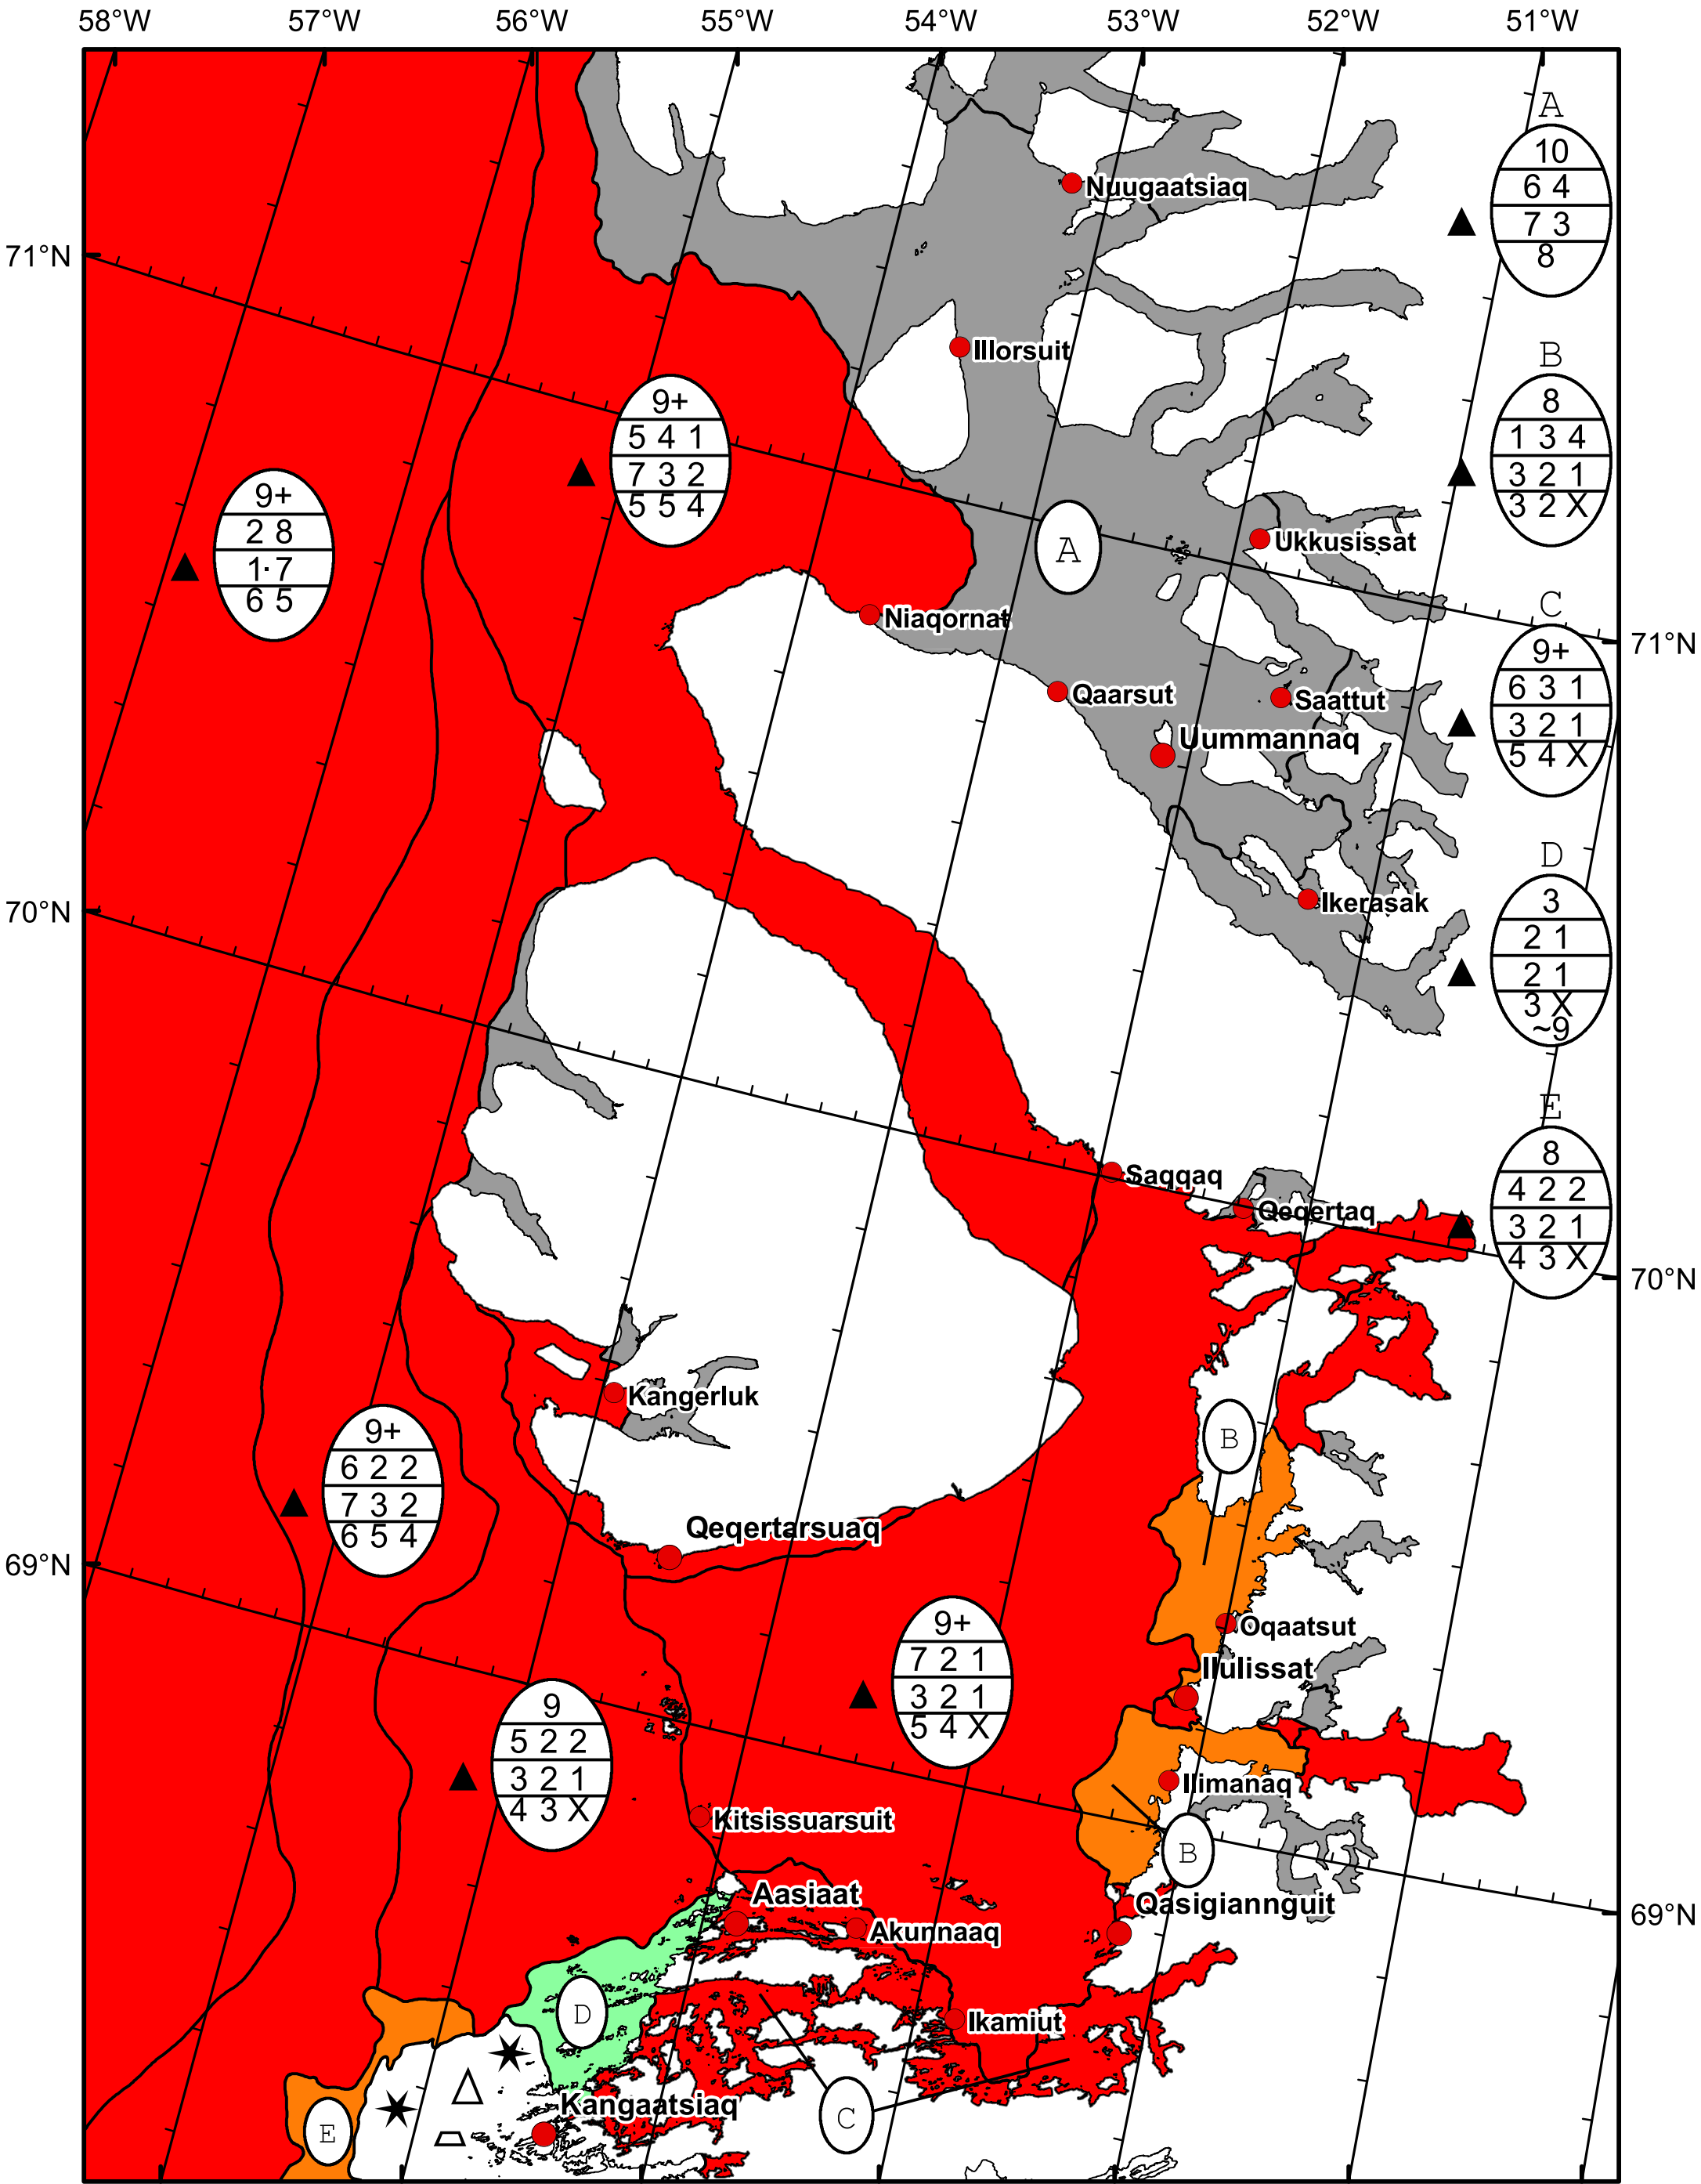 58°W 57°W 56°W 55°W 54°W 53°W 52°W 51°W
A
10
6 4
7 3
8
Nuugaatsiaq
71°N
Illorsuit
B
8
1 3 4
3 2 1
3 2 X
9+
5 4 1
7 3 2
5 5 4
9+
2 8
1· 7
6 5
A
Ukkusissat
Niaqornat
C
9+
6 3 1
3 2 1
5 4 X
71°N
Qaarsut
Saattut
Uummannaq
D
3
2 1
2 1
3 X
~9
70°N
Ikerasak
E
8
4 2 2
3 2 1
4 3 X
Saqqaq
Qeqertaq
70°N
Kangerluk
B
9+
6 2 2
7 3 2
6 5 4
Qeqertarsuaq
69°N
9+
7 2 1
3 2 1
5 4 X
Oqaatsut
Ilulissat
9
5 2 2
3 2 1
4 3 X
Ilimanaq
Kitsissuarsuit
B
Aasiaat
Qasigiannguit
Akunnaaq
69°N
D
Ikamiut
Kangaatsiaq
C
E